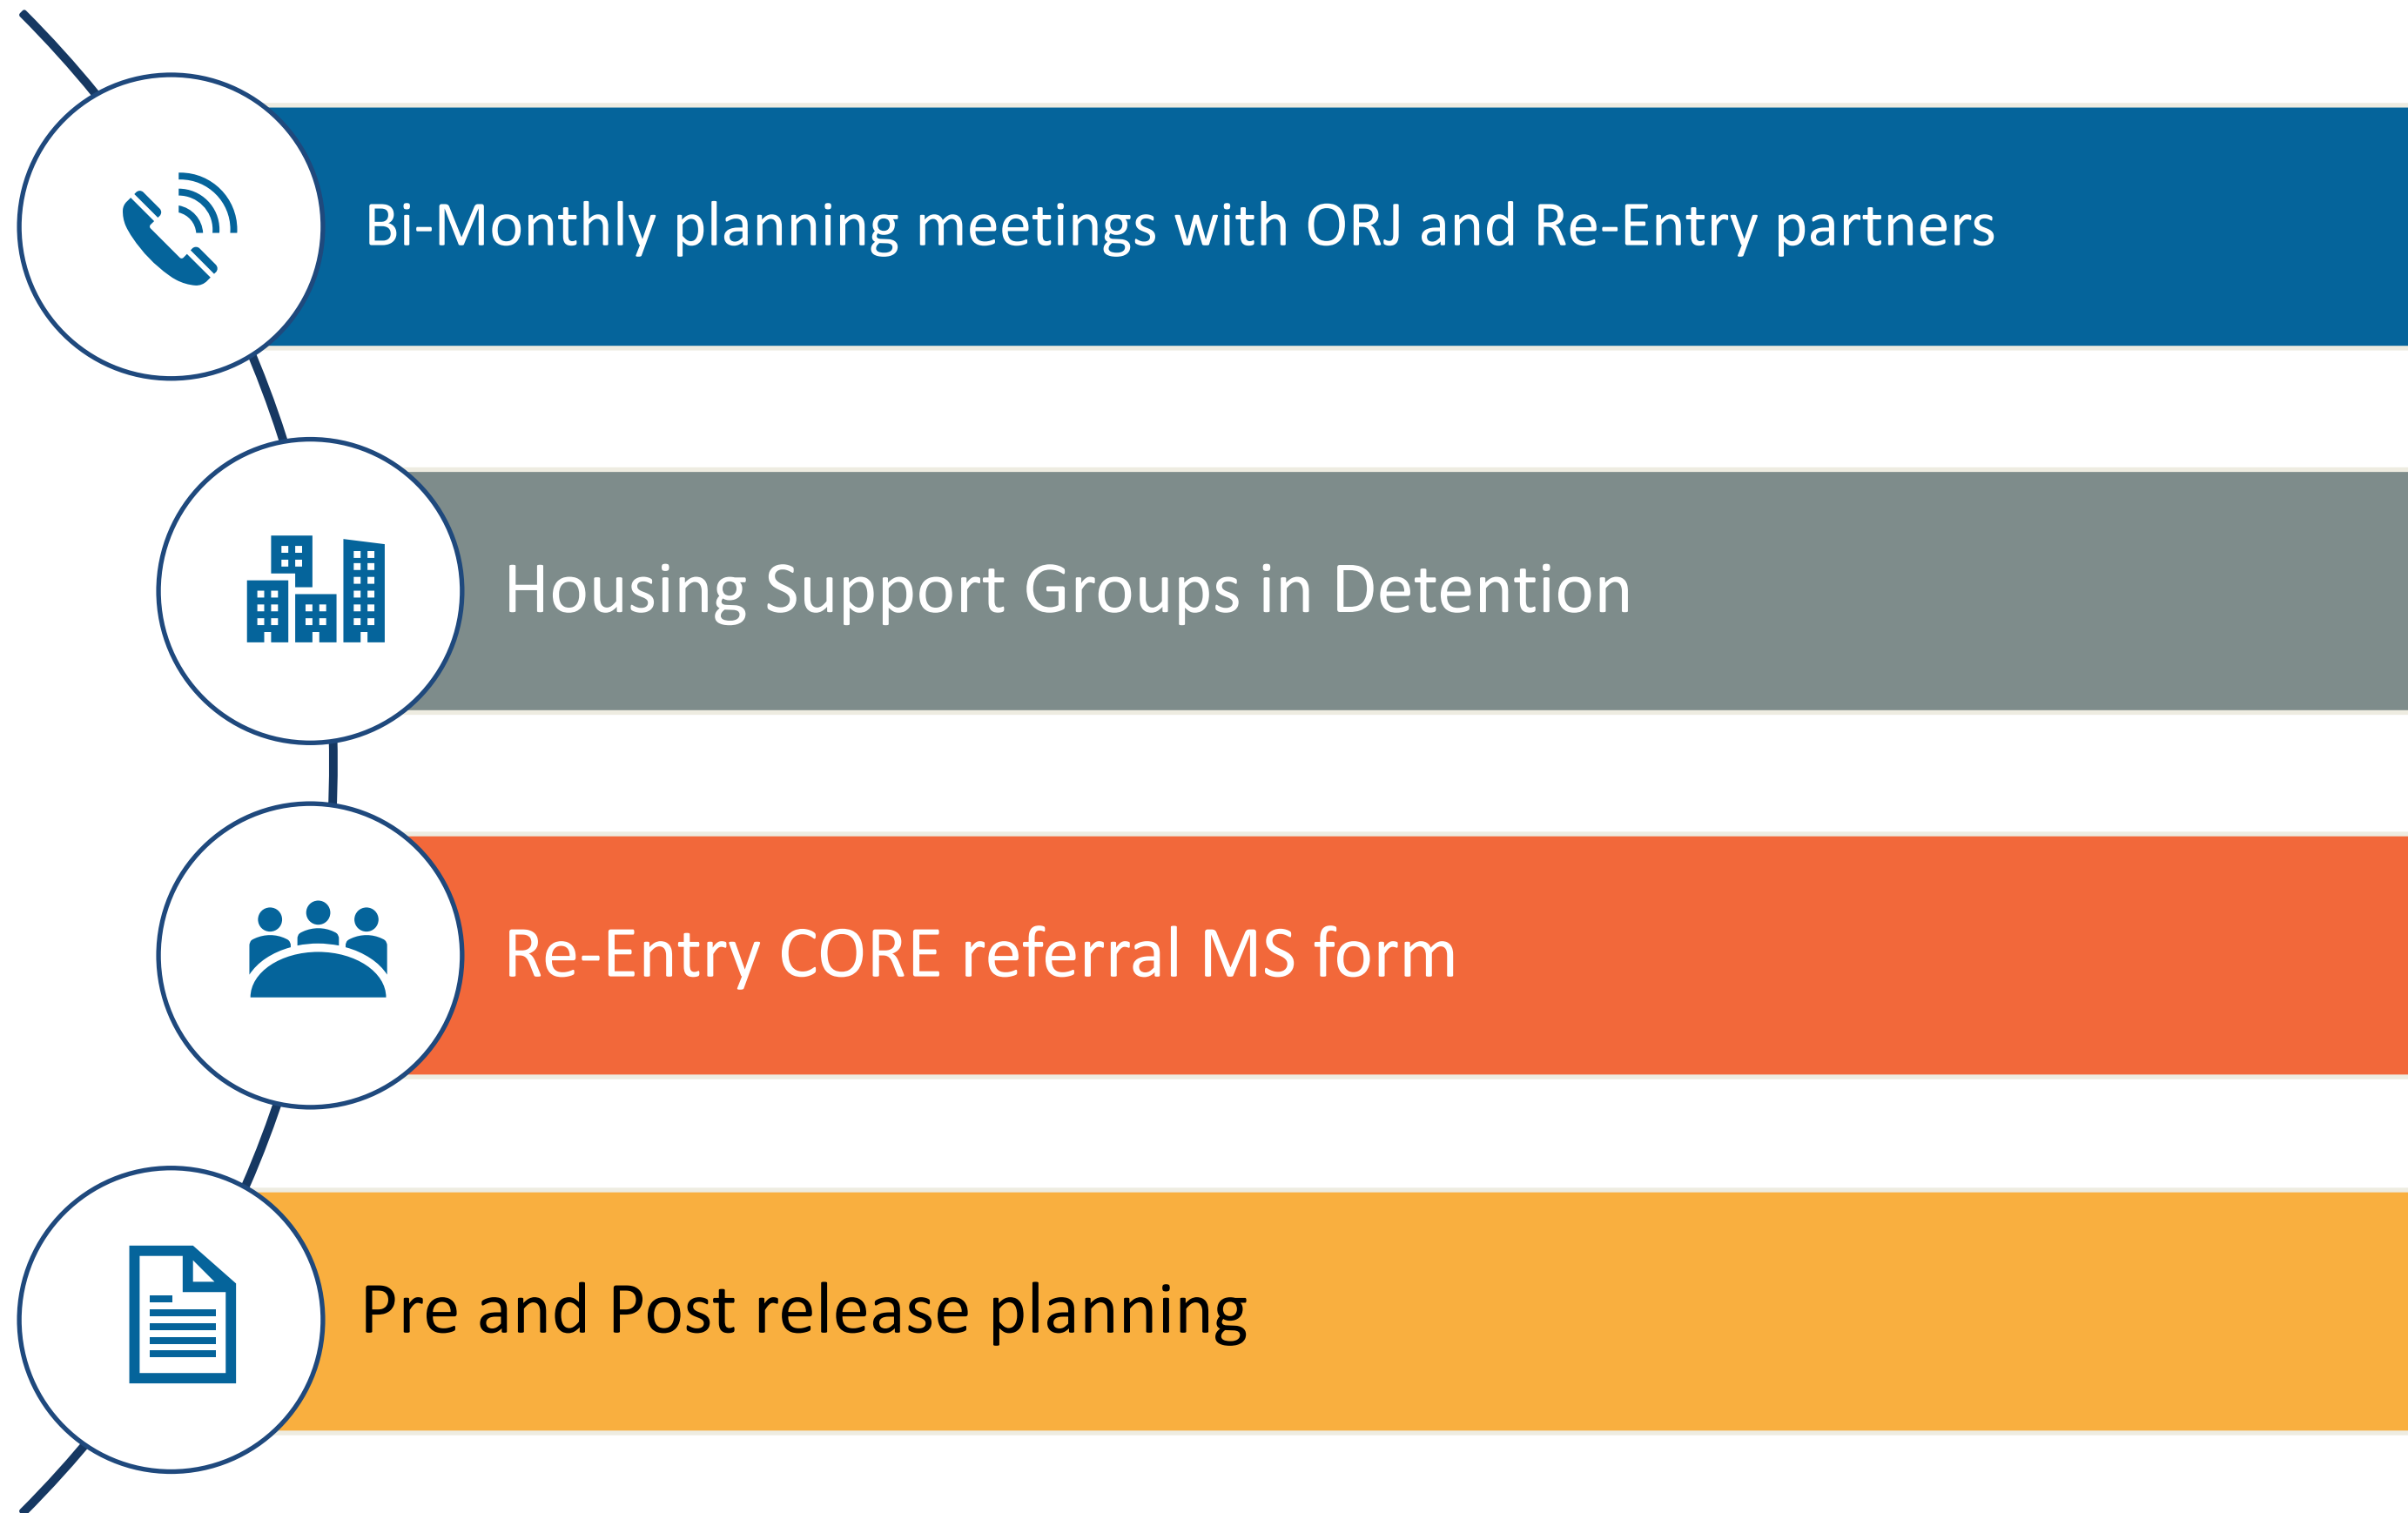 Bi-Monthly planning meetings with ORJ and Re-Entry partners
Housing Support Groups in Detention
Re-Entry CORE referral MS form
Pre and Post release planning